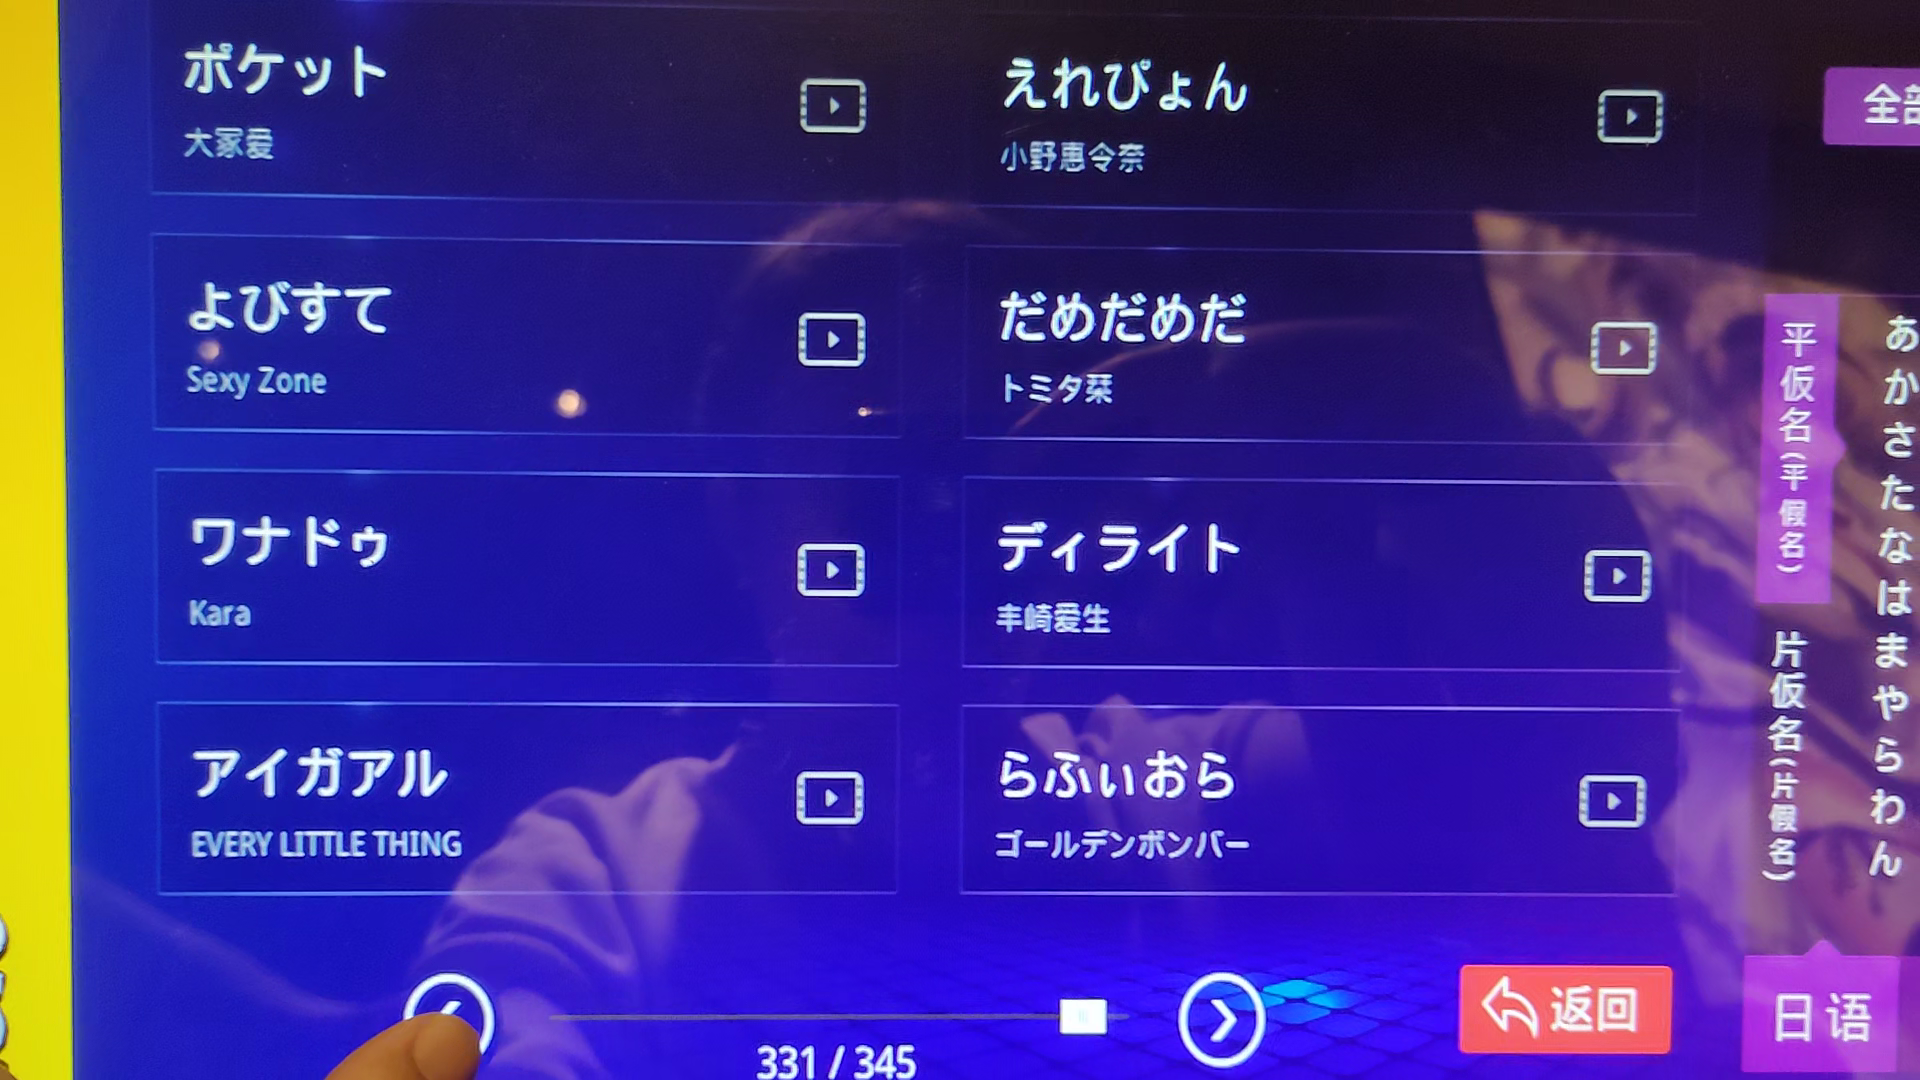 ポケット
大冢爱
えれぴょん
小野惠令奈
よびすて
Sexy Zone
だめだめだ
トミタ栞
ワナドゥ
Kara
ディライト
丰崎爱生
アイガアル
EVERY LITTLE THING
らふぃおら
ゴールデンボンバー
331 / 345
返回
全部
平仮名(平假名)
片仮名(片假名)
あかさたなはまやらわん
日语